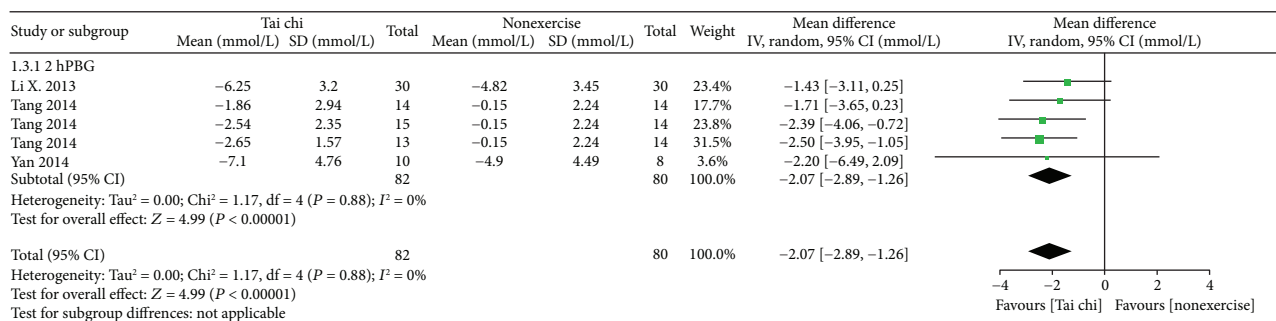 Tai chi Nonexercise Mean difference Mean difference
Study or subgroup Mean (mmol/L) SD (mmol/L) Total Mean (mmol/L) SD (mmol/L) Total Weight IV, random, 95% CI (mmol/L) IV, random, 95% CI (mmol/L)
1.3.1 2 hPBG
Li X. 2013 −6.25 3.2 30 −4.82 3.45 30 23.4% −1.43 [−3.11, 0.25]
Tang 2014 −1.86 2.94 14 −0.15 2.24 14 17.7% −1.71 [−3.65, 0.23]
Tang 2014 −2.54 2.35 15 −0.15 2.24 14 23.8% −2.39 [−4.06, −0.72]
Tang 2014 −2.65 1.57 13 −0.15 2.24 14 31.5% −2.50 [−3.95, −1.05]
Yan 2014 −7.1 4.76 10 −4.9 4.49 8 3.6% −2.20 [−6.49, 2.09]
Subtotal (95% CI) 82 80 100.0% −2.07 [−2.89, −1.26]
Heterogeneity: Tau² = 0.00; Chi² = 1.17, df = 4 (P = 0.88); I² = 0%
Test for overall effect: Z = 4.99 (P < 0.00001)
Total (95% CI) 82 80 100.0% −2.07 [−2.89, −1.26]
Heterogeneity: Tau² = 0.00; Chi² = 1.17, df = 4 (P = 0.88); I² = 0%
Test for overall effect: Z = 4.99 (P < 0.00001)
Test for subgroup diffrences: not applicable
−4 −2 0 2 4
Favours [Tai chi] Favours [nonexercise]